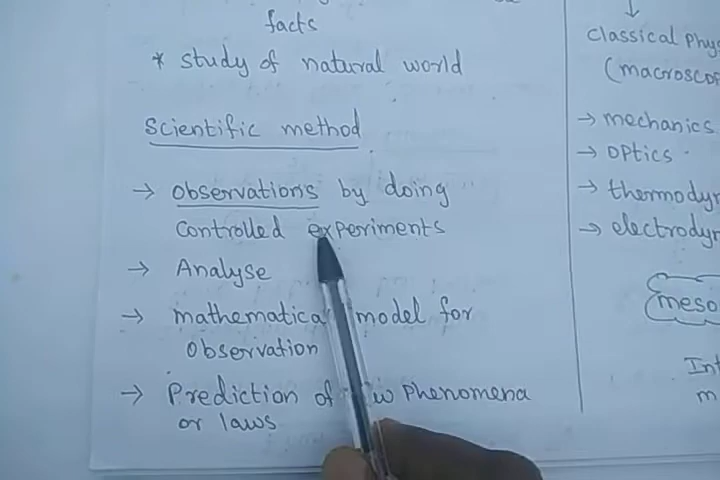 facts
* study of natural world
Scientific method
→ Observations by doing
controlled experiments
→ Analyse
→ mathematical model for
Observation
→ Prediction of phenomena
or laws
↓
Classical
→ mechanics
→ optics
→
→